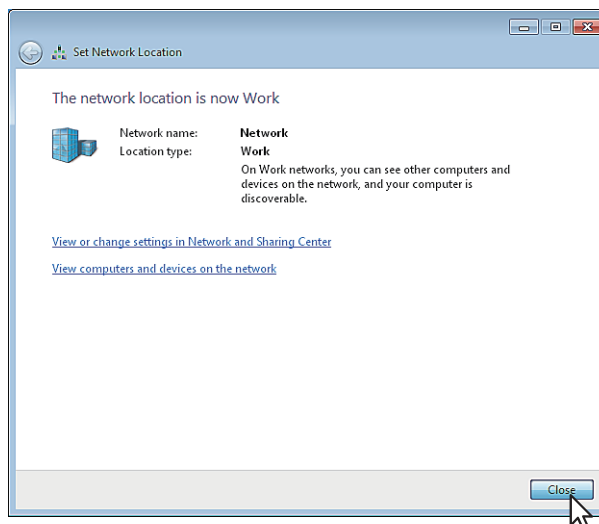 Set Network Location
The network location is now Work
Network name: Network
Location type: Work
On Work networks, you can see other computers and
devices on the network, and your computer is
discoverable.
View or change settings in Network and Sharing Center
View computers and devices on the network
Close